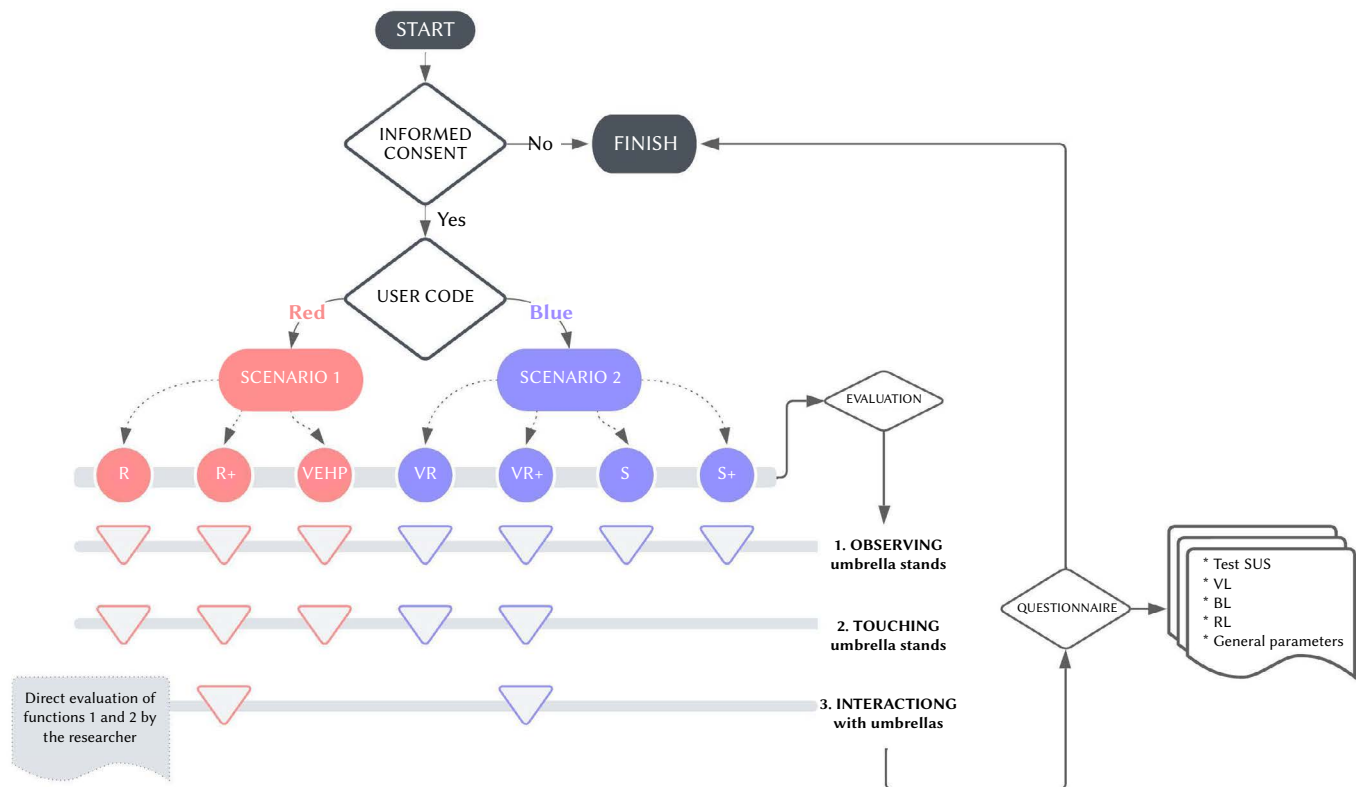 START
INFORMED
CONSENT
No
FINISH
Yes
USER CODE
Red
Blue
SCENARIO 1
SCENARIO 2
EVALUATION
R
R+
VEHP
VR
VR+
S
S+
1. OBSERVING
umbrella stands
* Test SUS
* VL
* BL
* RL
* General parameters
QUESTIONNAIRE
2. TOUCHING
umbrella stands
Direct evaluation of
functions 1 and 2 by
the researcher
3. INTERACTIONG
with umbrellas